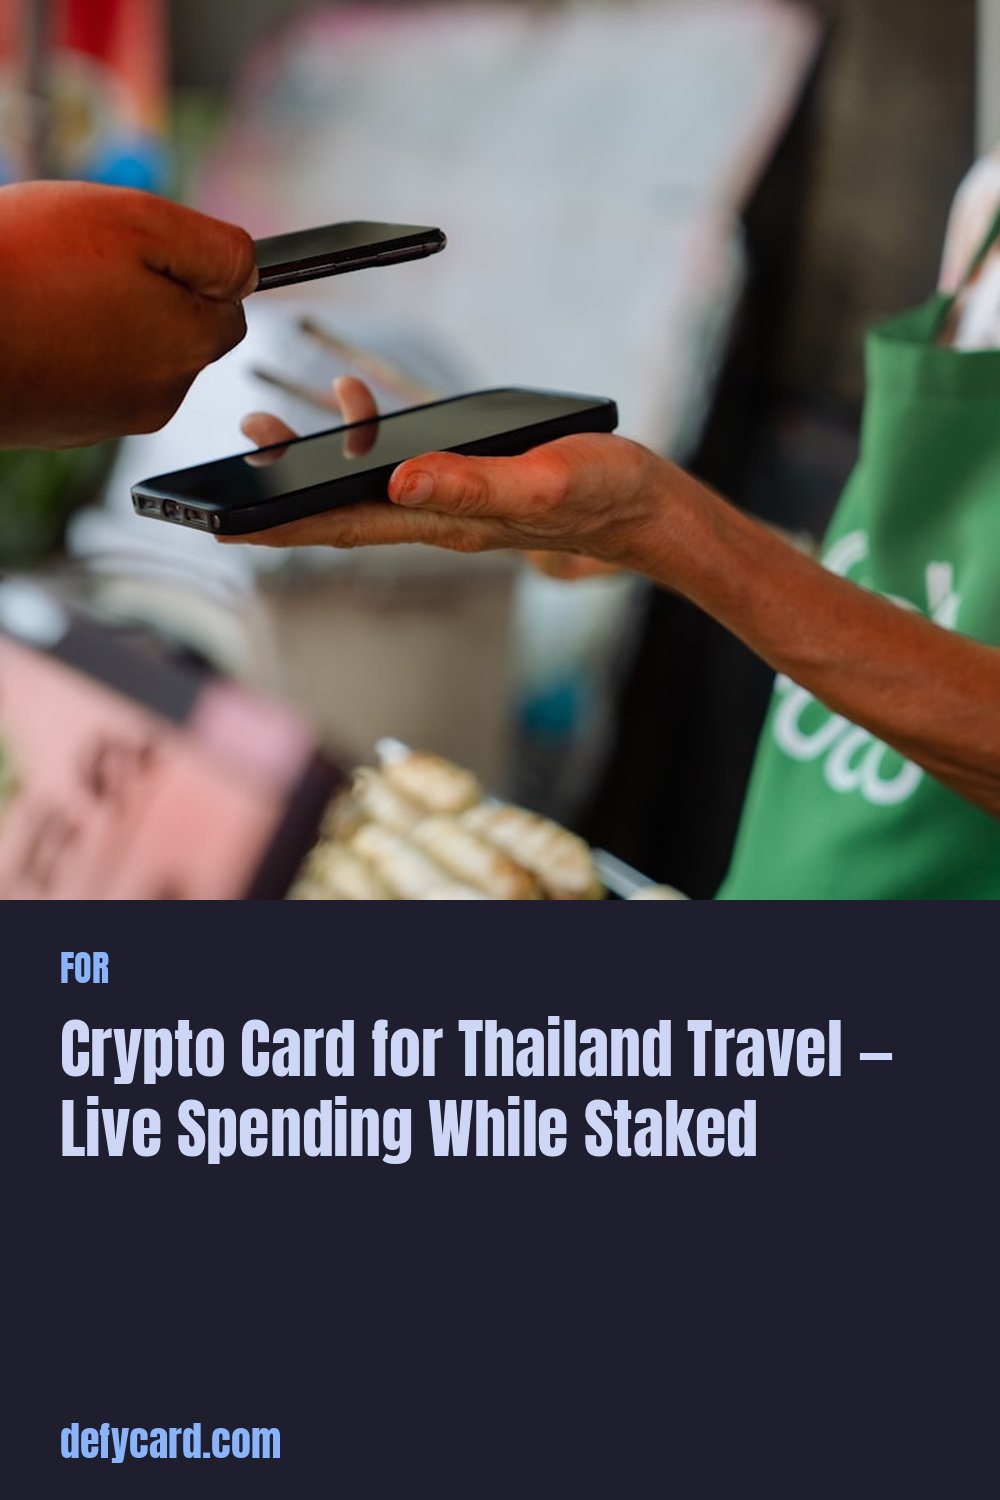 FOR
Crypto Card for Thailand Travel –
Live Spending While Staked
defycard.com